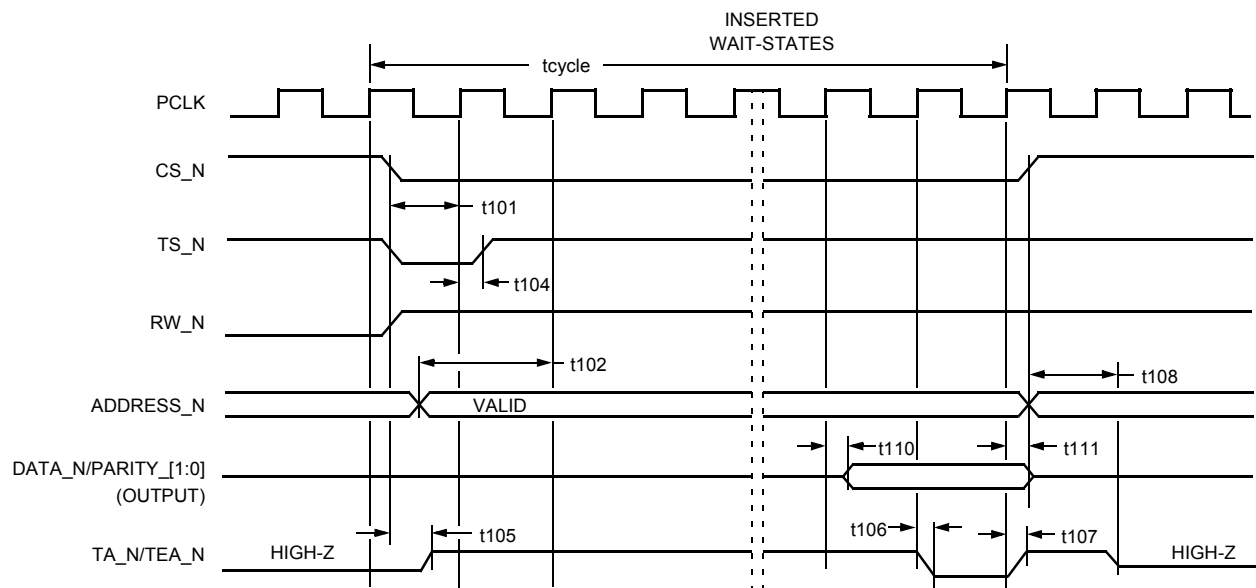 INSERTED
WAIT-STATES
tcycle
PCLK
CS_N
t101
TS_N
t104
RW_N
t102
t108
ADDRESS_N
VALID
DATA_N/PARITY_[1:0]
(OUTPUT)
t110
t111
TA_N/TEA_N
HIGH-Z
t105
t106
t107
HIGH-Z